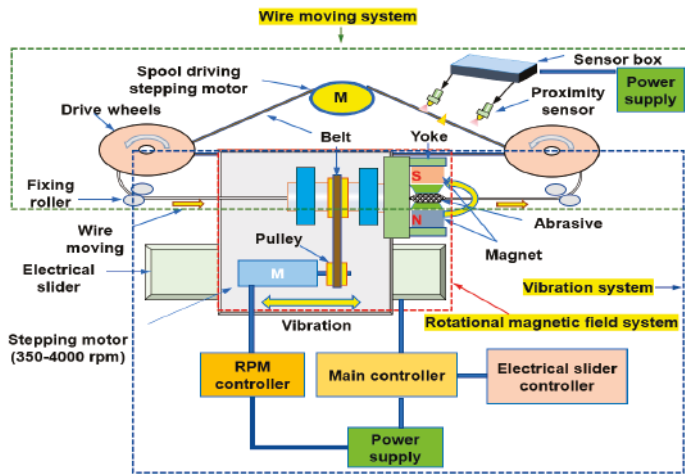 Wire moving system
Sensor box
Spool driving
stepping motor
M
Power
supply
Drive wheels
Proximity
sensor
Belt
Yoke
S
Fixing
roller
N
Abrasive
Wire
moving
Magnet
Pulley
Electrical
slider
M
Vibration system
Stepping motor
(350-4000 rpm)
Vibration
Rotational magnetic field system
RPM
controller
Main controller
Electrical slider
controller
Power
supply